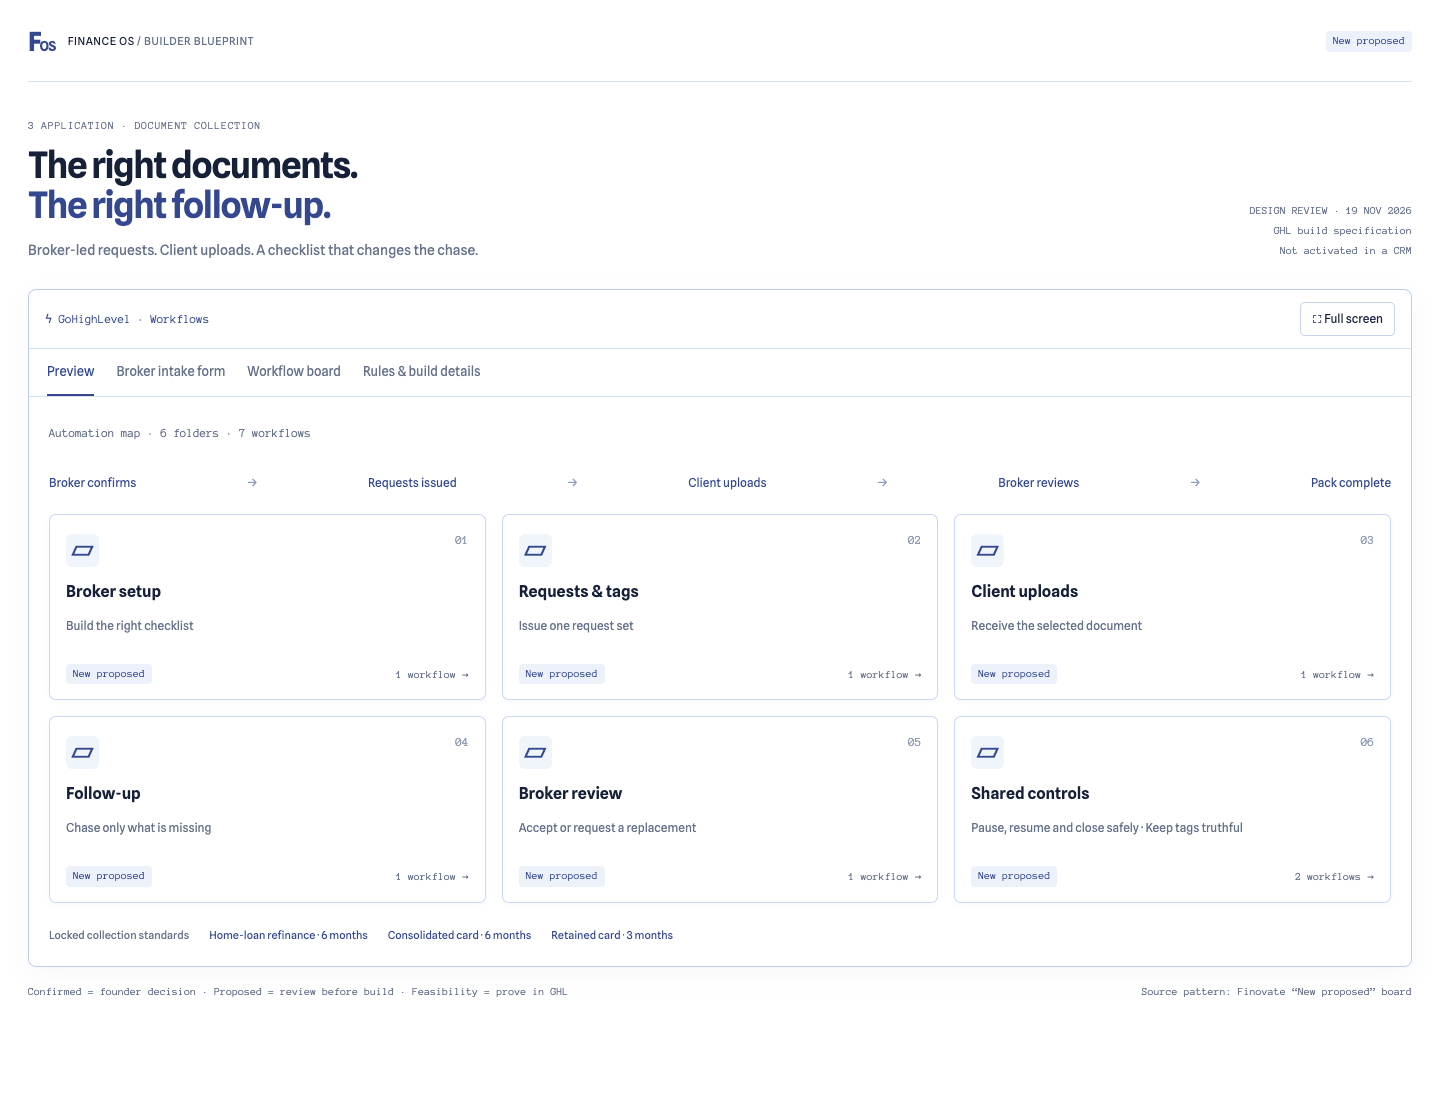 Fos FINANCE OS / BUILDER BLUEPRINT
New proposed
3 APPLICATION · DOCUMENT COLLECTION
The right documents.
The right follow-up.
Broker-led requests. Client uploads. A checklist that changes the chase.
DESIGN REVIEW · 19 NOV 2026
GHL build specification
Not activated in a CRM
ϟ GoHighLevel · Workflows
Full screen
Preview Broker intake form Workflow board Rules & build details
Automation map · 6 folders · 7 workflows
Broker confirms → Requests issued → Client uploads → Broker reviews → Pack complete
01
Broker setup
Build the right checklist
New proposed 1 workflow →
02
Requests & tags
Issue one request set
New proposed 1 workflow →
03
Client uploads
Receive the selected document
New proposed 1 workflow →
04
Follow-up
Chase only what is missing
New proposed 1 workflow →
05
Broker review
Accept or request a replacement
New proposed 1 workflow →
06
Shared controls
Pause, resume and close safely · Keep tags truthful
New proposed 2 workflows →
Locked collection standards Home-loan refinance · 6 months Consolidated card · 6 months Retained card · 3 months
Confirmed = founder decision · Proposed = review before build · Feasibility = prove in GHL
Source pattern: Finovate “New proposed” board